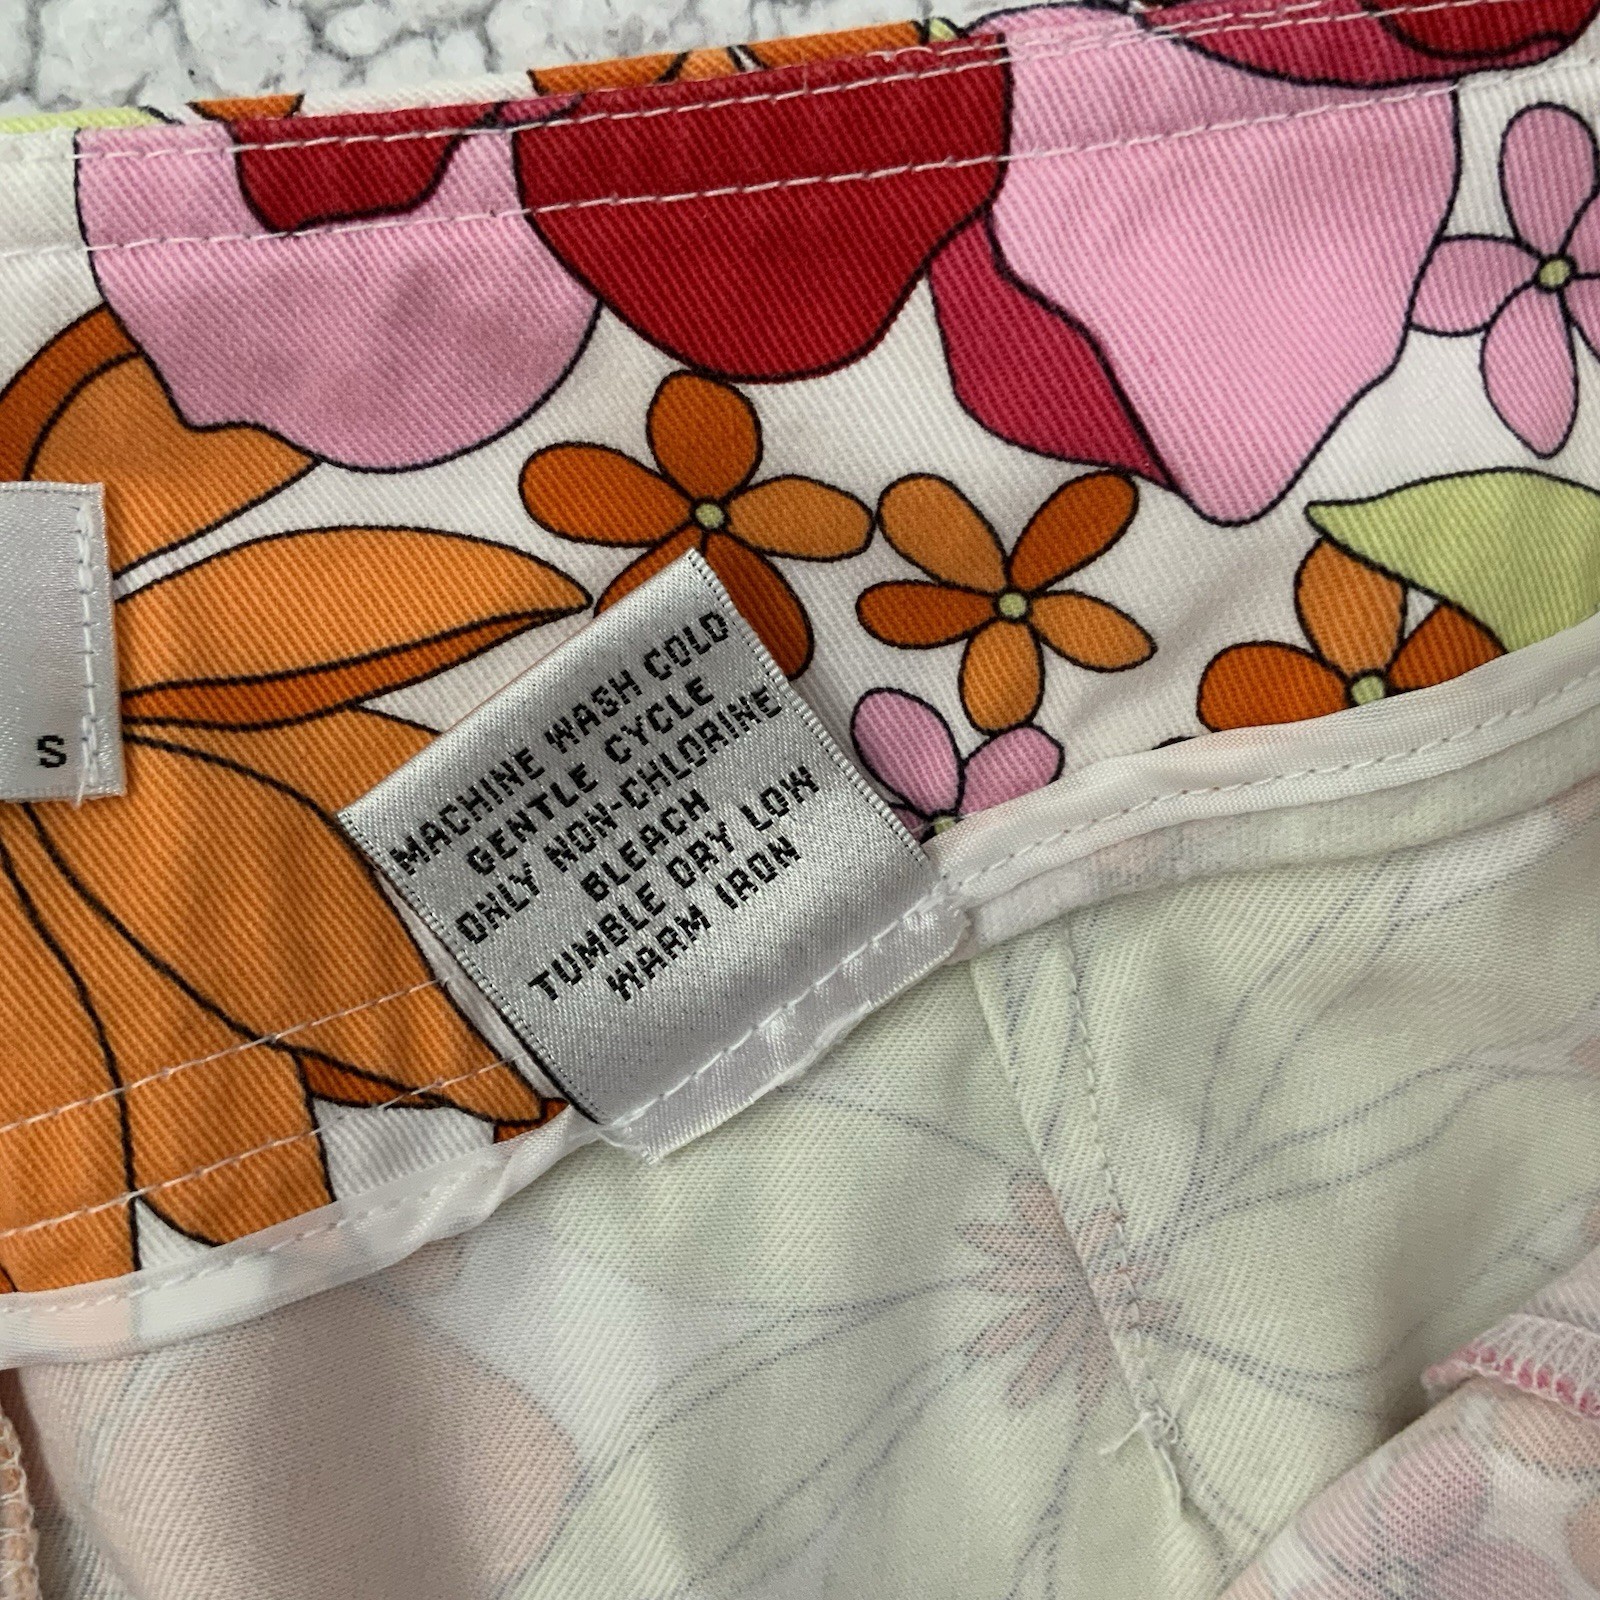 S
MACHINE WASH COLD
GENTLE CYCLE
ONLY NON-CHLORINE
BLEACH
TUMBLE DRY LOW
WARM IRON